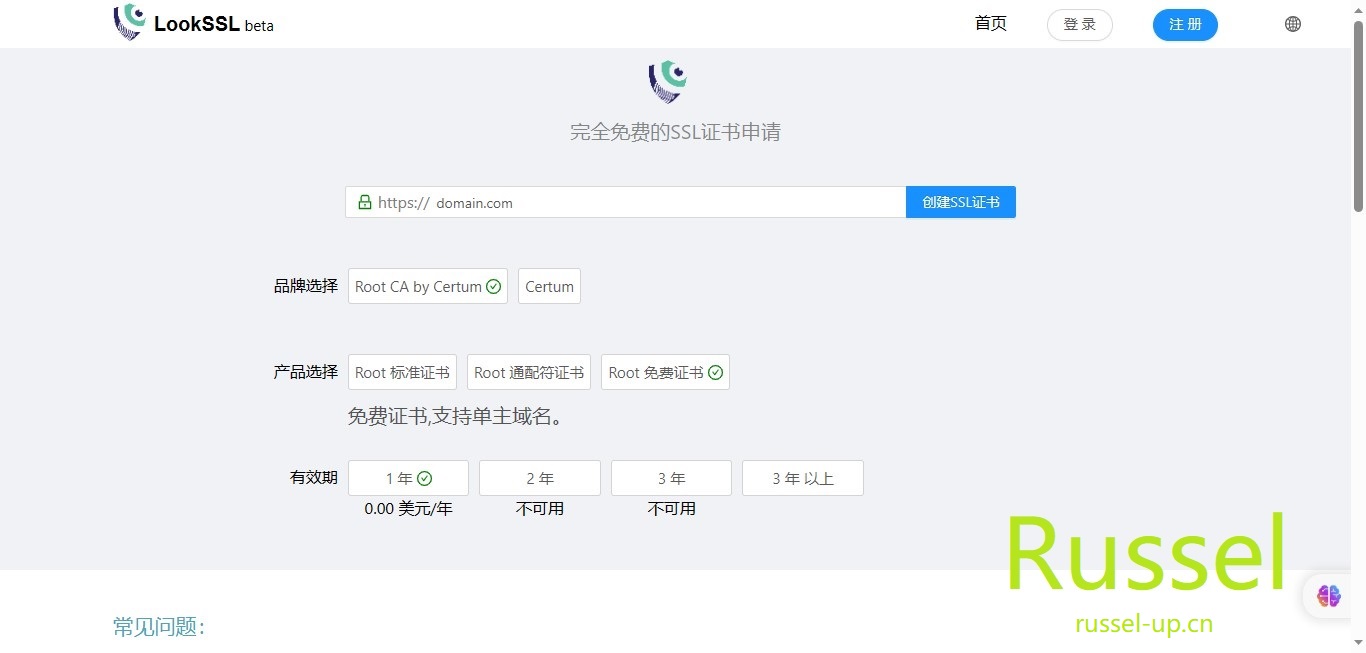 LookSSL beta
首页
登 录
注 册
完全免费的SSL证书申请
https:// domain.com
创建SSL证书
品牌选择
Root CA by Certum
Certum
产品选择
Root 标准证书
Root 通配符证书
Root 免费证书
免费证书,支持单主域名。
有效期
1 年
2 年
3 年
3 年 以上
0.00 美元/年
不可用
不可用
Russel
russel-up.cn
常见问题：